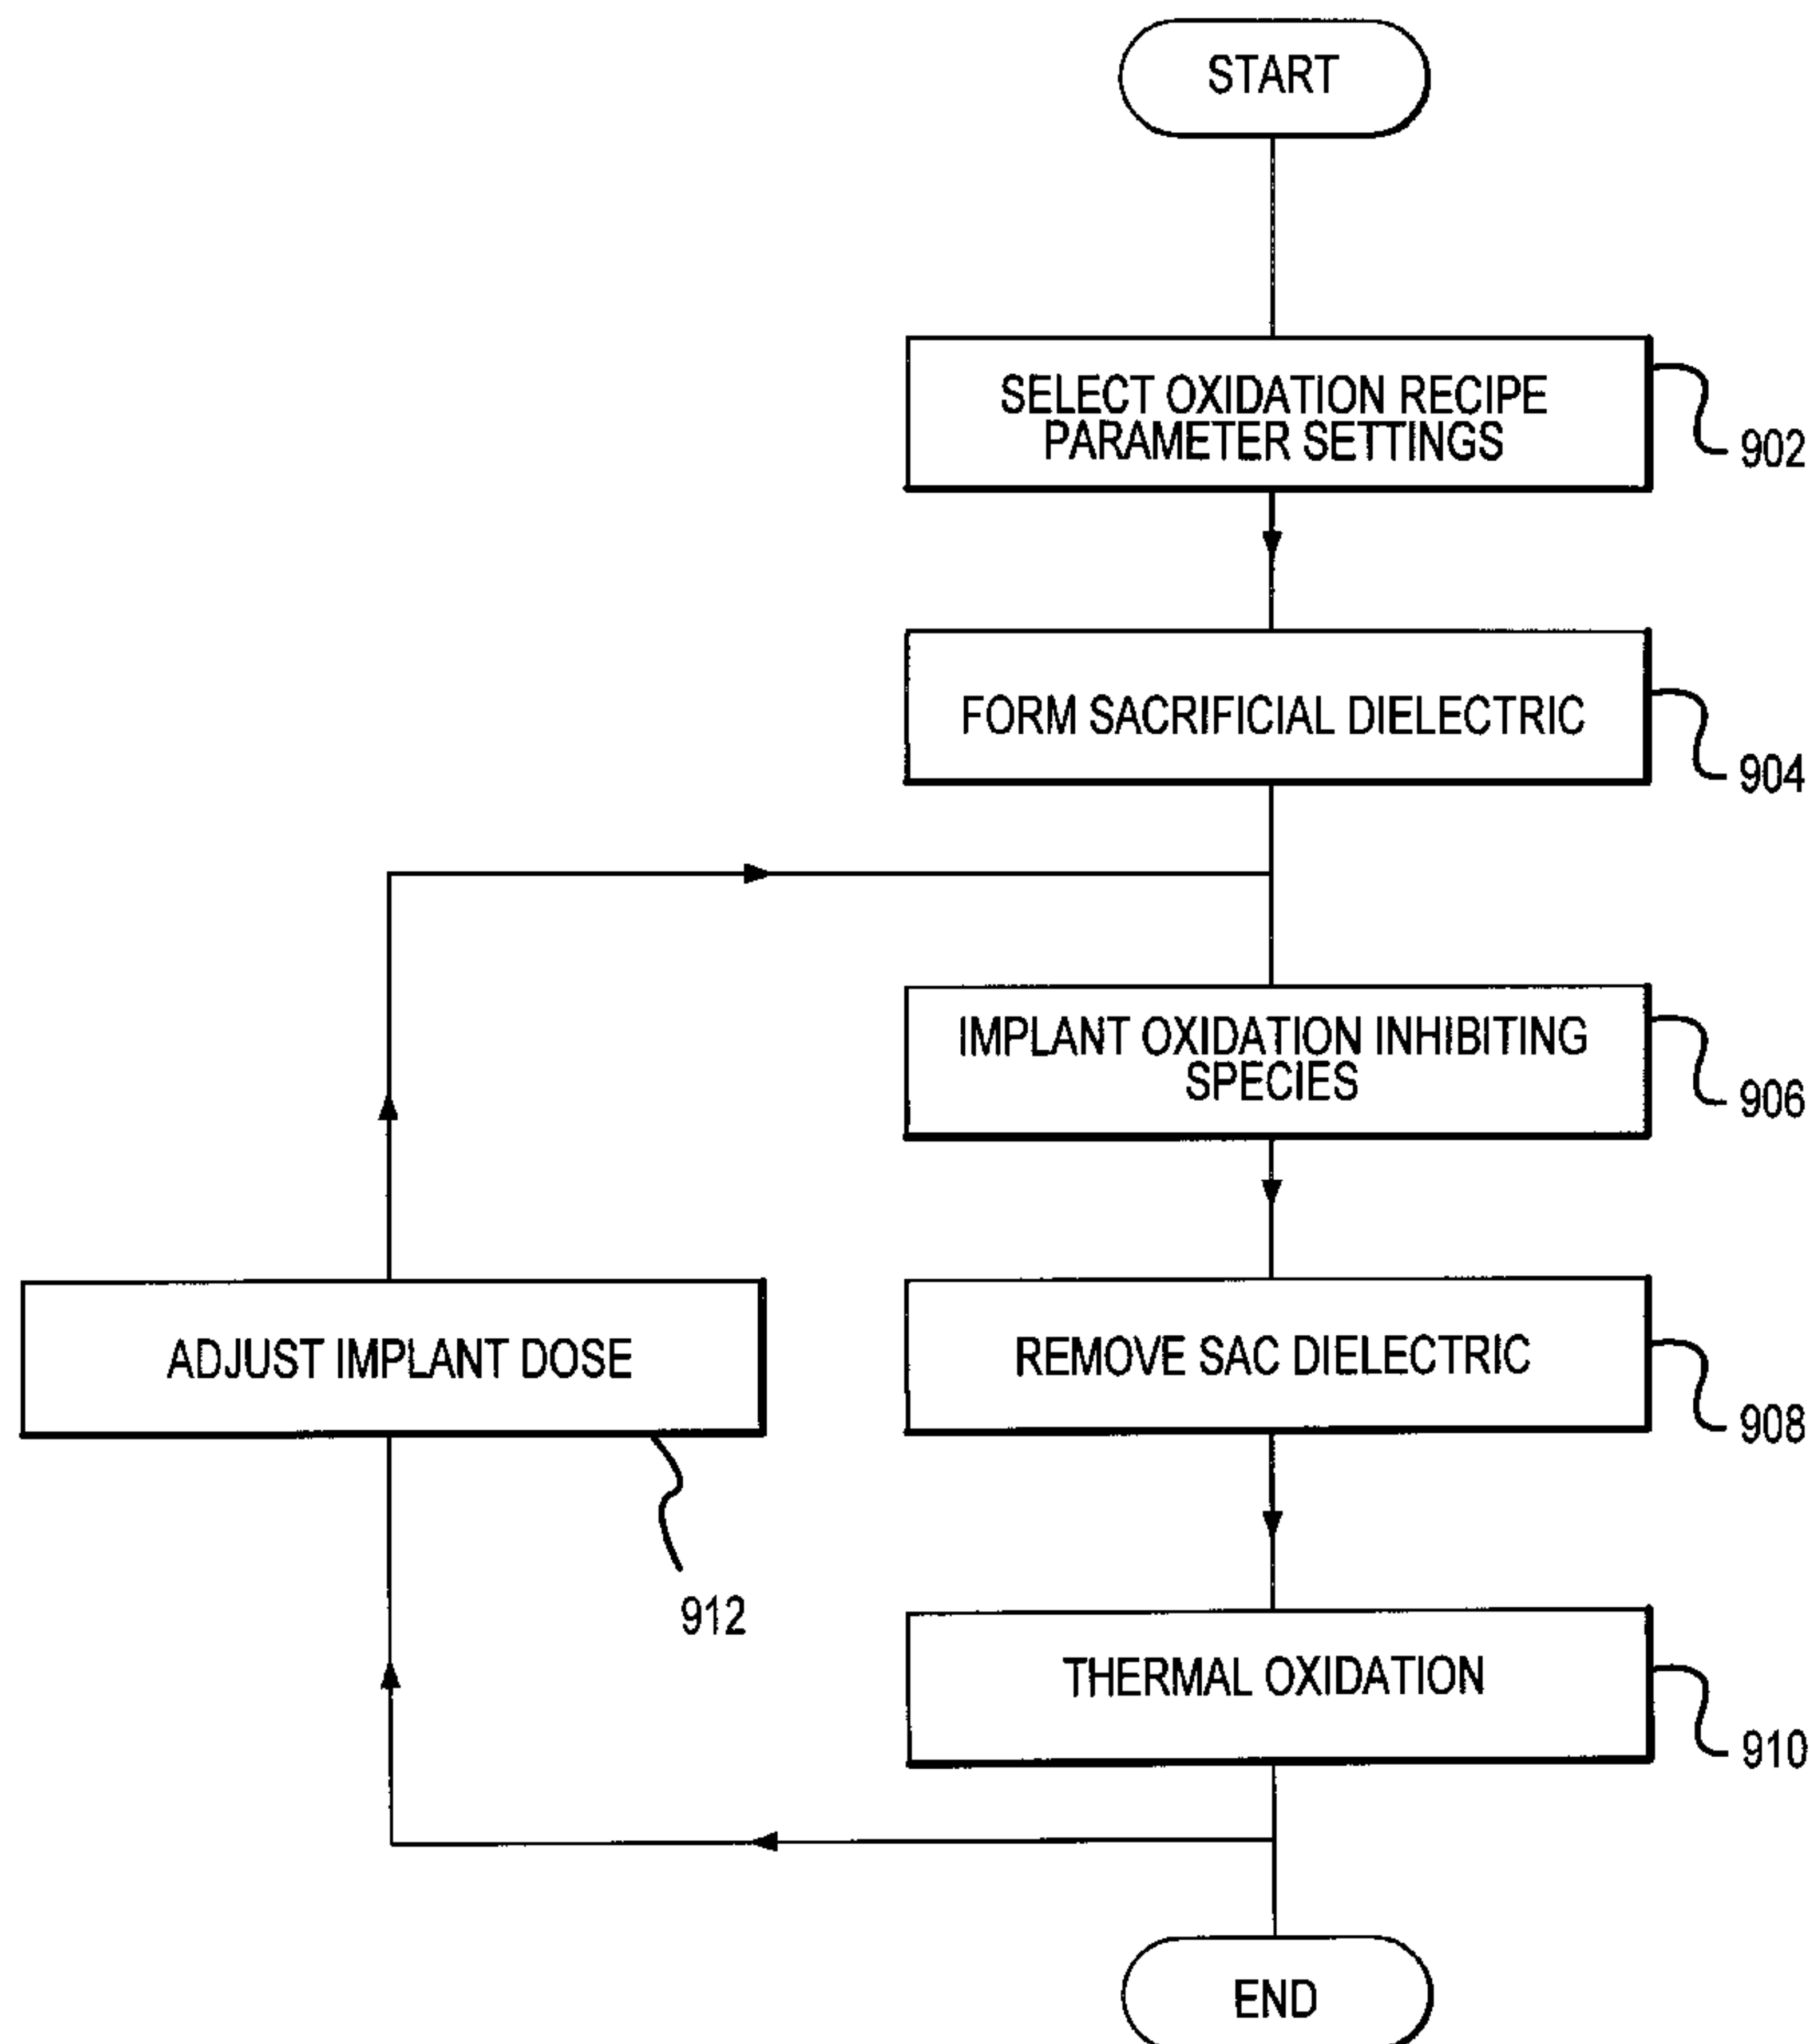 START
SELECT OXIDATION RECIPE
PARAMETER SETTINGS
902
FORM SACRIFICIAL DIELECTRIC
904
IMPLANT OXIDATION INHIBITING
SPECIES
906
ADJUST IMPLANT DOSE
912
REMOVE SAC DIELECTRIC
908
THERMAL OXIDATION
910
END